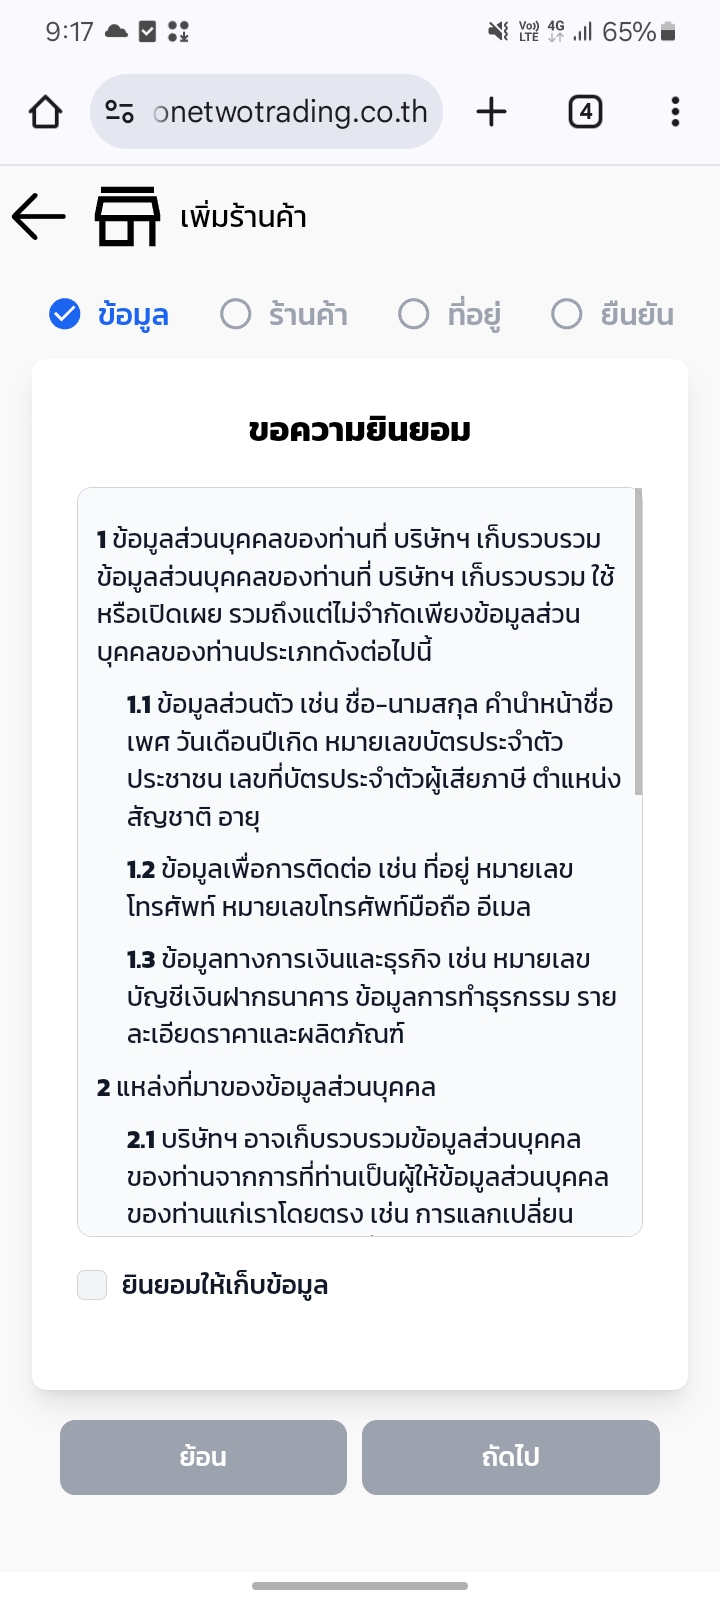 9:17
Vo)) LTE 4G 65%
onetwotrading.co.th
4
เพิ่มร้านค้า
ข้อมูล ร้านค้า ที่อยู่ ยืนยัน
ขอความยินยอม
1 ข้อมูลส่วนบุคคลของท่านที่ บริษัทฯ เก็บรวบรวม
ข้อมูลส่วนบุคคลของท่านที่ บริษัทฯ เก็บรวบรวม ใช้
หรือเปิดเผย รวมถึงแต่ไม่จำกัดเพียงข้อมูลส่วน
บุคคลของท่านประเภทดังต่อไปนี้
1.1 ข้อมูลส่วนตัว เช่น ชื่อ-นามสกุล คำนำหน้าชื่อ
เพศ วันเดือนปีเกิด หมายเลขบัตรประจำตัว
ประชาชน เลขที่บัตรประจำตัวผู้เสียภาษี ตำแหน่ง
สัญชาติ อายุ
1.2 ข้อมูลเพื่อการติดต่อ เช่น ที่อยู่ หมายเลข
โทรศัพท์ หมายเลขโทรศัพท์มือถือ อีเมล
1.3 ข้อมูลทางการเงินและธุรกิจ เช่น หมายเลข
บัญชีเงินฝากธนาคาร ข้อมูลการทำธุรกรรม ราย
ละเอียดราคาและผลิตภัณฑ์
2 แหล่งที่มาของข้อมูลส่วนบุคคล
2.1 บริษัทฯ อาจเก็บรวบรวมข้อมูลส่วนบุคคล
ของท่านจากการที่ท่านเป็นผู้ให้ข้อมูลส่วนบุคคล
ของท่านแก่เราโดยตรง เช่น การแลกเปลี่ยน
ยินยอมให้เก็บข้อมูล
ย้อน ถัดไป